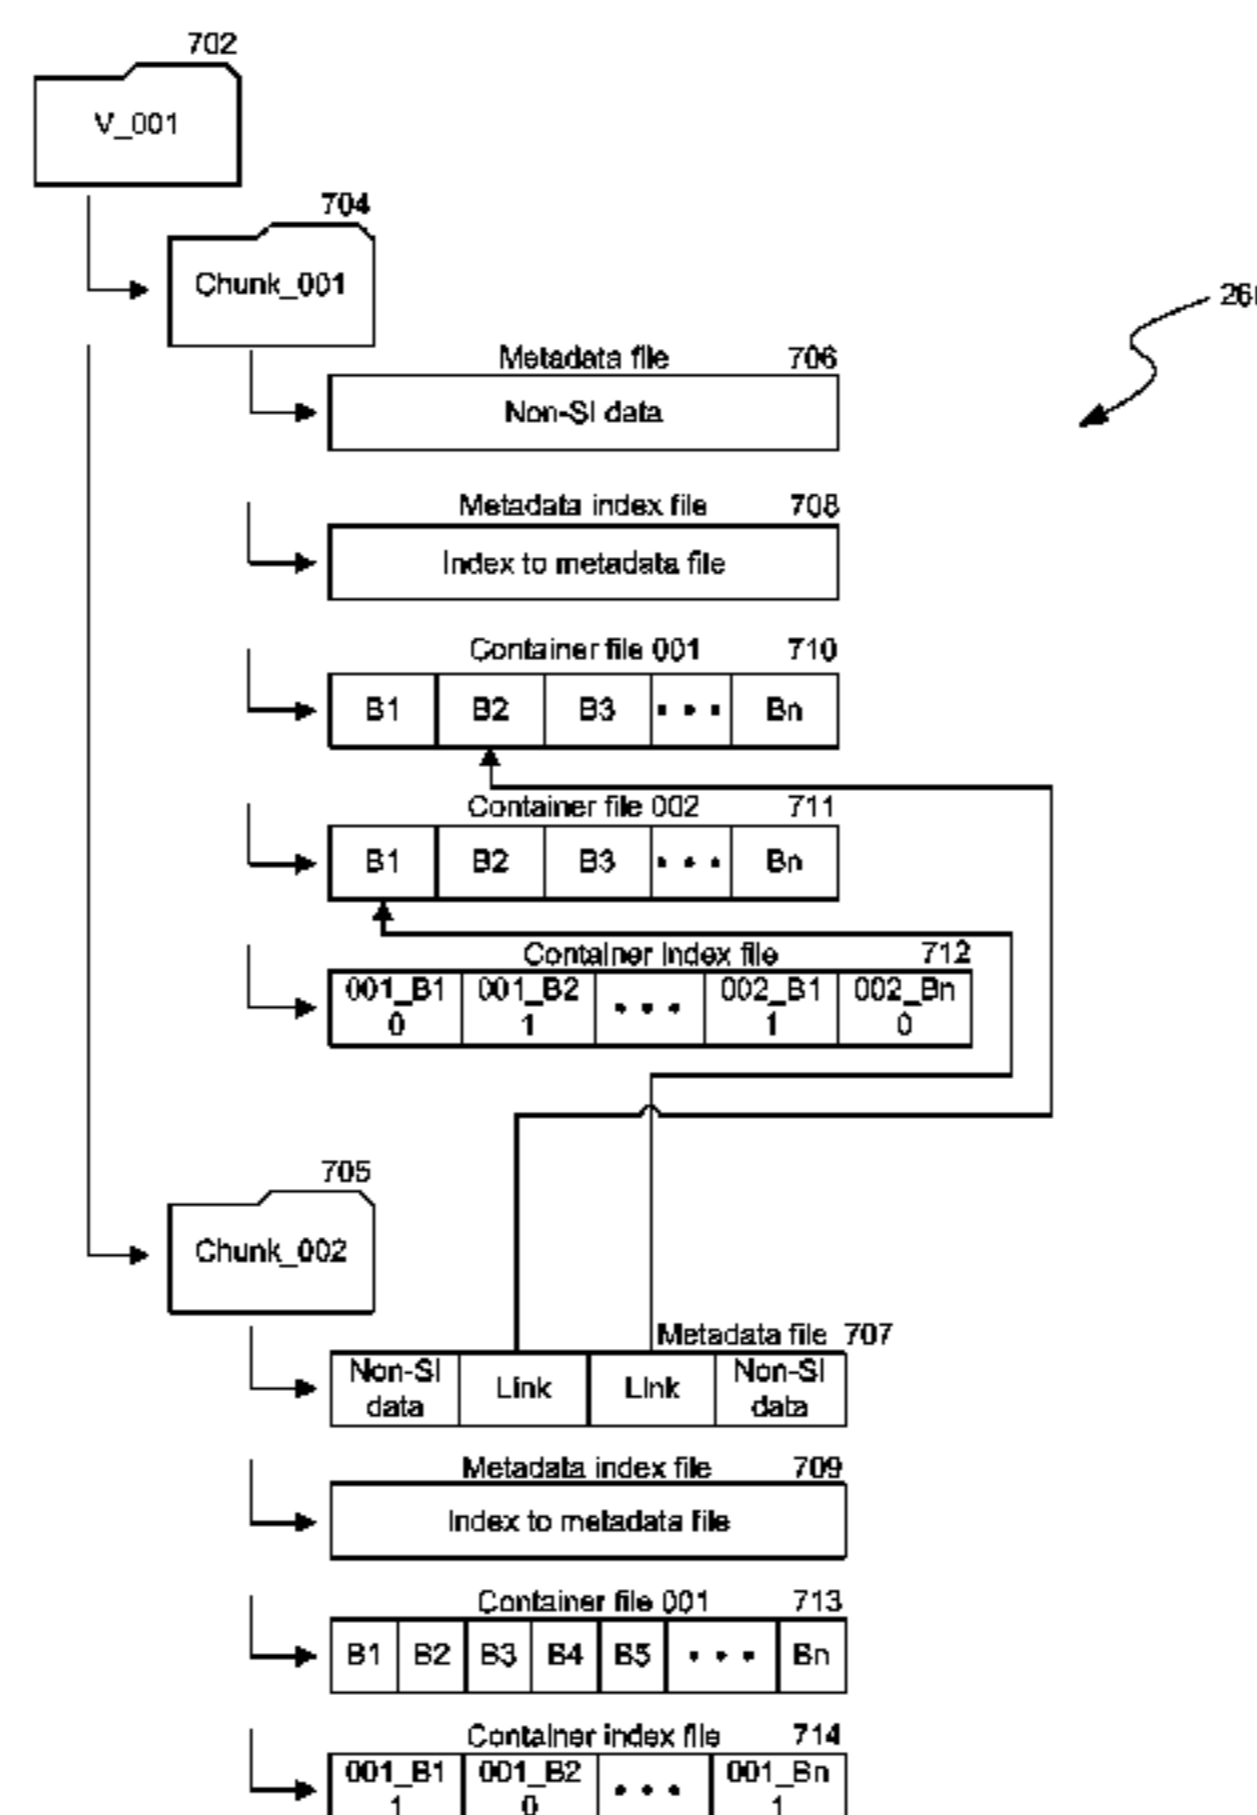 702
V_001
704
Chunk_001
Metadata file 706
Non-SI data
Metadata index file 708
Index to metadata file
Container file 001 710
B1 B2 B3 • • • Bn
Container file 002 711
B1 B2 B3 • • • Bn
Container index file 712
001_B1 001_B2 • • • 002_B1 002_Bn
0 1 1 0
705
Chunk_002
Metadata file 707
Non-SI Link Link Non-SI
data data
Metadata index file 709
Index to metadata file
Container file 001 713
B1 B2 B3 B4 B5 • • • Bn
Container index file 714
001_B1 001_B2 • • • 001_Bn
1 0 1